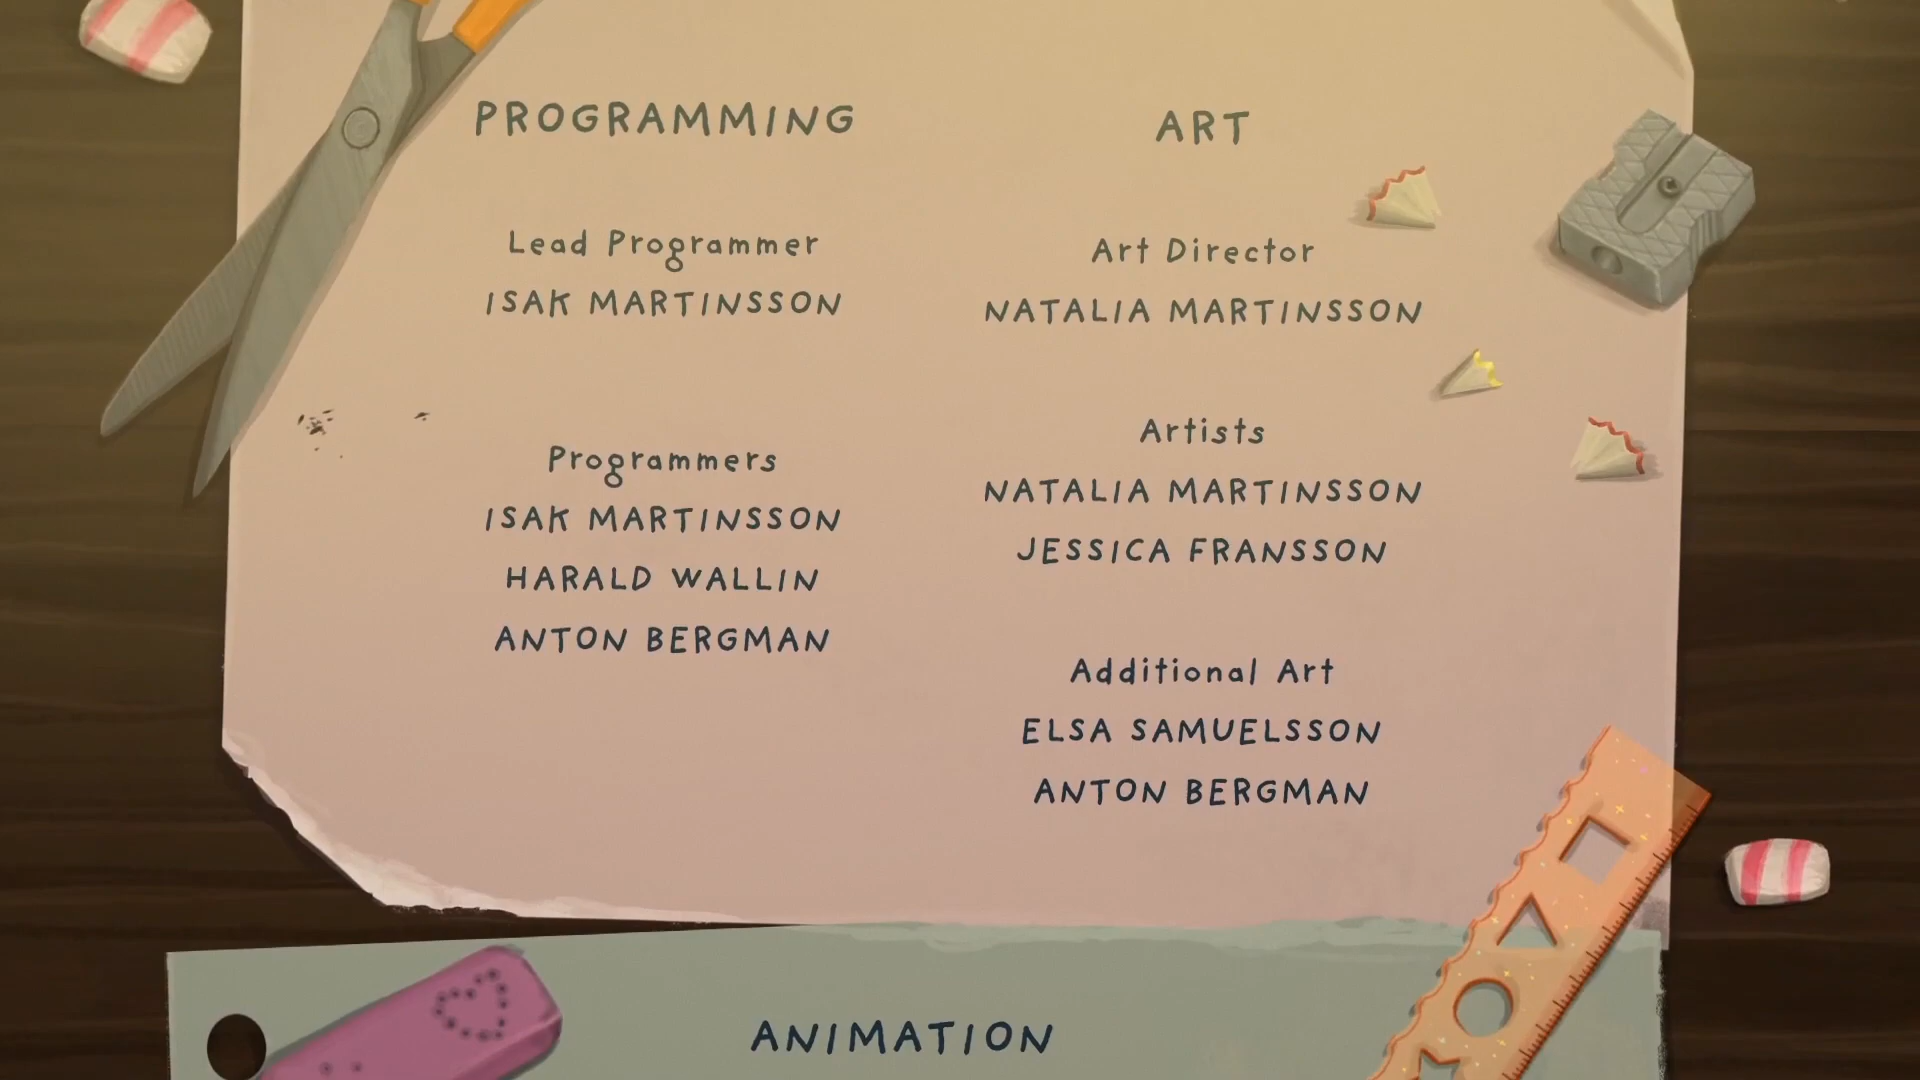 PROGRAMMING
Lead Programmer
ISAK MARTINSSON
Programmers
ISAK MARTINSSON
HARALD WALLIN
ANTON BERGMAN
ART
Art Director
NATALIA MARTINSSON
Artists
NATALIA MARTINSSON
JESSICA FRANSSON
Additional Art
ELSA SAMUELSSON
ANTON BERGMAN
ANIMATION